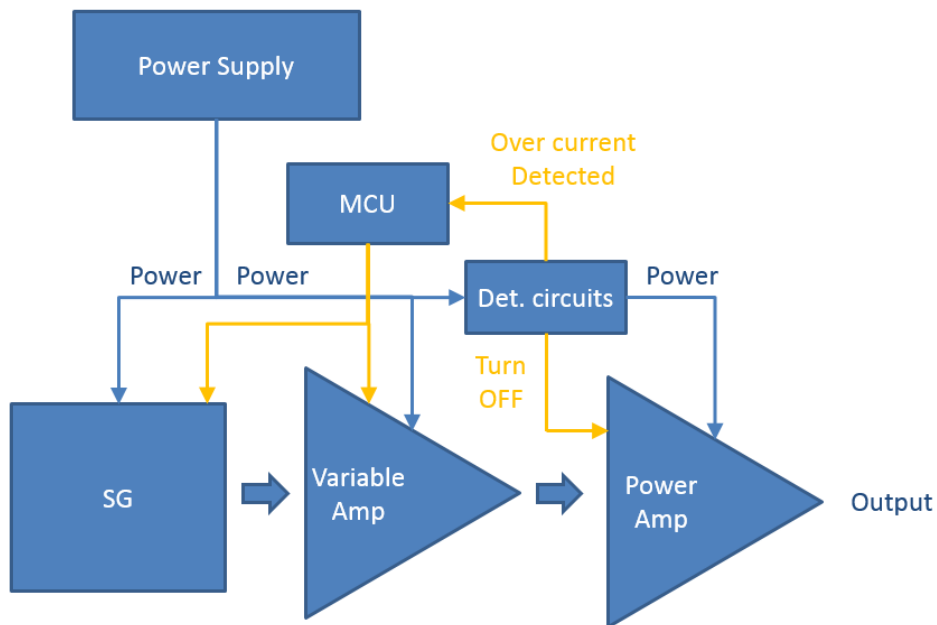 Power Supply
Over current
Detected
MCU
Power
Power
Det. circuits
Power
Turn
OFF
SG
Variable
Amp
Power
Amp
Output